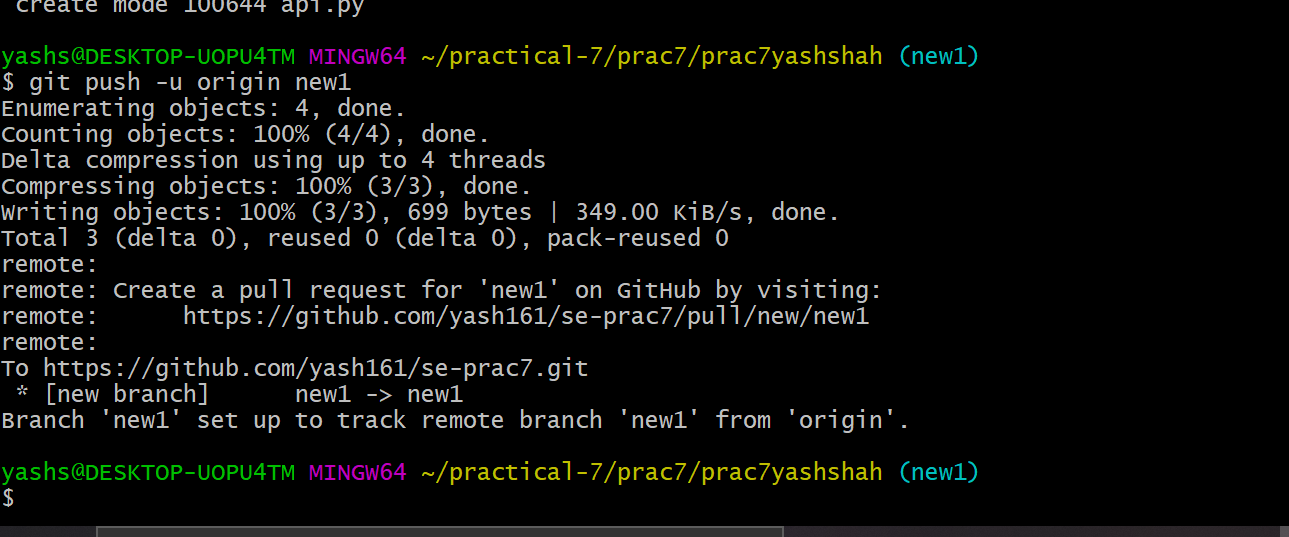 create mode 100644 api.py
yashs@DESKTOP-UOPU4TM MINGW64 ~/practical-7/prac7/prac7yashshah (new1)
$ git push -u origin new1
Enumerating objects: 4, done.
Counting objects: 100% (4/4), done.
Delta compression using up to 4 threads
Compressing objects: 100% (3/3), done.
Writing objects: 100% (3/3), 699 bytes | 349.00 KiB/s, done.
Total 3 (delta 0), reused 0 (delta 0), pack-reused 0
remote:
remote: Create a pull request for 'new1' on GitHub by visiting:
remote:      https://github.com/yash161/se-prac7/pull/new/new1
remote:
To https://github.com/yash161/se-prac7.git
 * [new branch]      new1 -> new1
Branch 'new1' set up to track remote branch 'new1' from 'origin'.
yashs@DESKTOP-UOPU4TM MINGW64 ~/practical-7/prac7/prac7yashshah (new1)
$